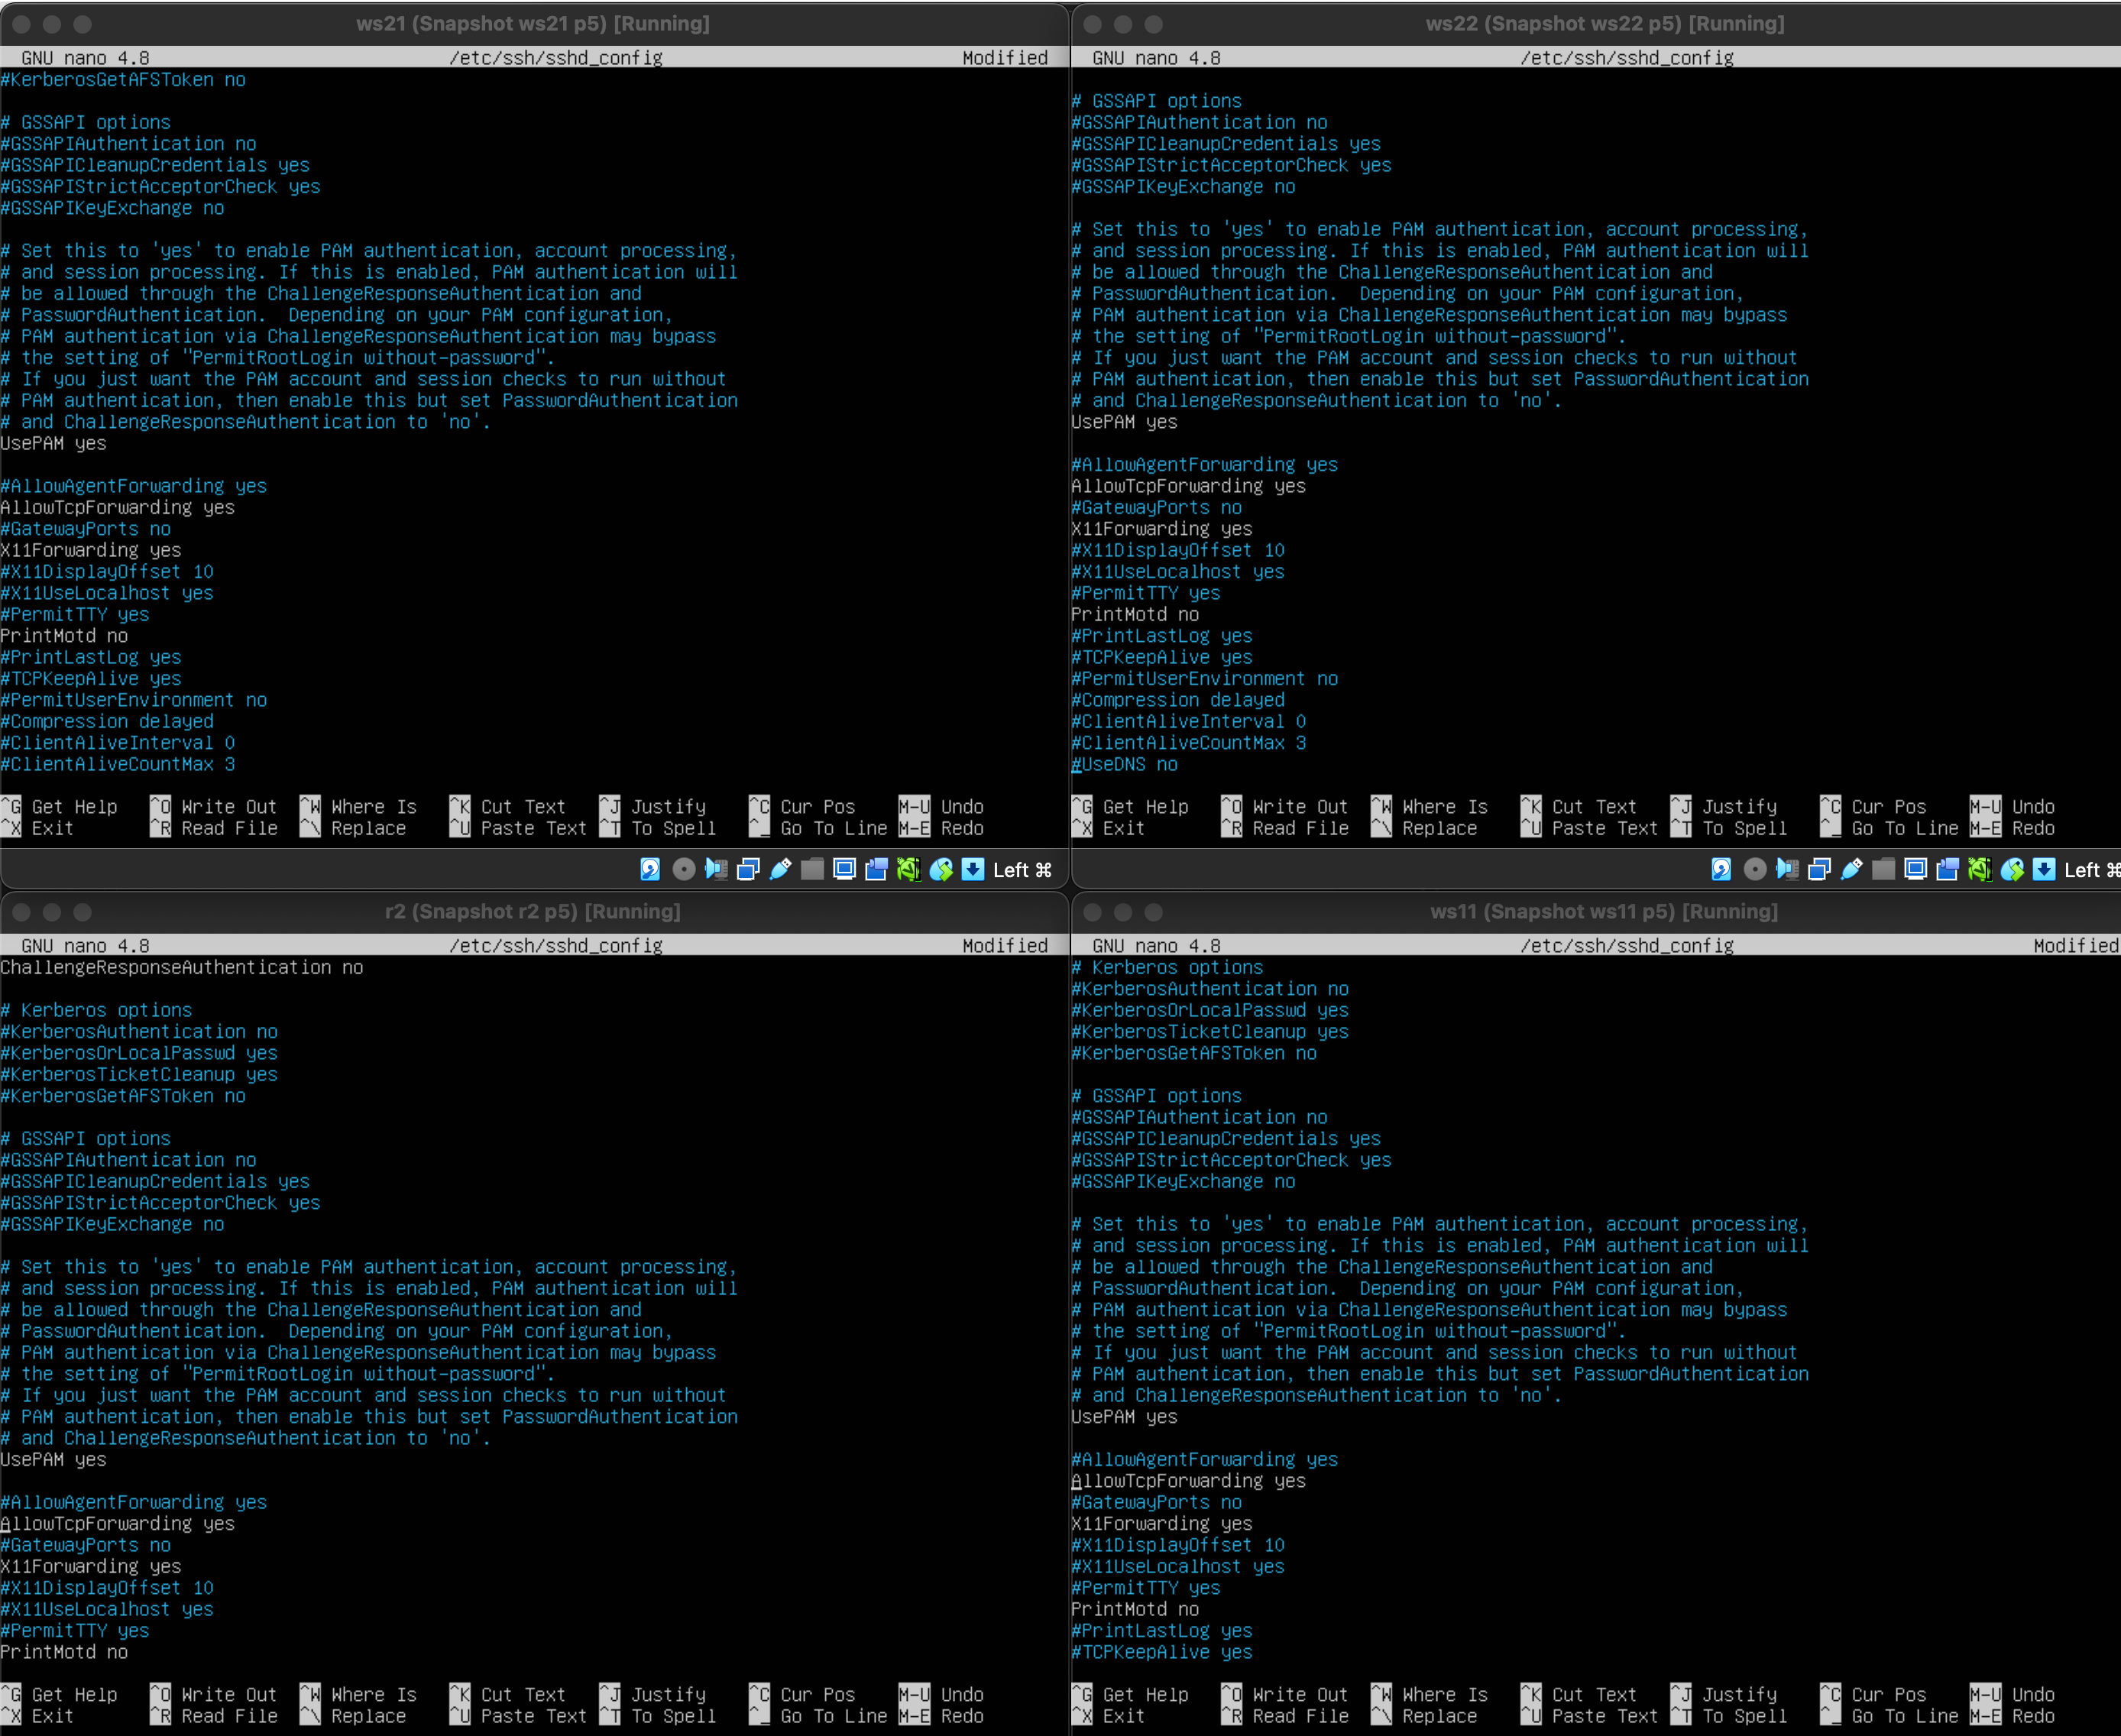 ws21 (Snapshot ws21 p5) [Running]
GNU nano 4.8 /etc/ssh/sshd_config Modified
#KerberosGetAFSToken no
# GSSAPI options
#GSSAPIAuthentication no
#GSSAPICleanupCredentials yes
#GSSAPIStrictAcceptorCheck yes
#GSSAPIKeyExchange no
# Set this to 'yes' to enable PAM authentication, account processing,
# and session processing. If this is enabled, PAM authentication will
# be allowed through the ChallengeResponseAuthentication and
# PasswordAuthentication.  Depending on your PAM configuration,
# PAM authentication via ChallengeResponseAuthentication may bypass
# the setting of "PermitRootLogin without-password".
# If you just want the PAM account and session checks to run without
# PAM authentication, then enable this but set PasswordAuthentication
# and ChallengeResponseAuthentication to 'no'.
UsePAM yes
#AllowAgentForwarding yes
AllowTcpForwarding yes
#GatewayPorts no
X11Forwarding yes
#X11DisplayOffset 10
#X11UseLocalhost yes
#PermitTTY yes
PrintMotd no
#PrintLastLog yes
#TCPKeepAlive yes
#PermitUserEnvironment no
#Compression delayed
#ClientAliveInterval 0
#ClientAliveCountMax 3
^G Get Help ^O Write Out ^W Where Is ^K Cut Text ^J Justify ^C Cur Pos M-U Undo
^X Exit ^R Read File ^\ Replace ^U Paste Text ^T To Spell ^_ Go To Line M-E Redo
Left ⌘
ws22 (Snapshot ws22 p5) [Running]
GNU nano 4.8 /etc/ssh/sshd_config
# GSSAPI options
#GSSAPIAuthentication no
#GSSAPICleanupCredentials yes
#GSSAPIStrictAcceptorCheck yes
#GSSAPIKeyExchange no
# Set this to 'yes' to enable PAM authentication, account processing,
# and session processing. If this is enabled, PAM authentication will
# be allowed through the ChallengeResponseAuthentication and
# PasswordAuthentication.  Depending on your PAM configuration,
# PAM authentication via ChallengeResponseAuthentication may bypass
# the setting of "PermitRootLogin without-password".
# If you just want the PAM account and session checks to run without
# PAM authentication, then enable this but set PasswordAuthentication
# and ChallengeResponseAuthentication to 'no'.
UsePAM yes
#AllowAgentForwarding yes
AllowTcpForwarding yes
#GatewayPorts no
X11Forwarding yes
#X11DisplayOffset 10
#X11UseLocalhost yes
#PermitTTY yes
PrintMotd no
#PrintLastLog yes
#TCPKeepAlive yes
#PermitUserEnvironment no
#Compression delayed
#ClientAliveInterval 0
#ClientAliveCountMax 3
#UseDNS no
^G Get Help ^O Write Out ^W Where Is ^K Cut Text ^J Justify ^C Cur Pos M-U Undo
^X Exit ^R Read File ^\ Replace ^U Paste Text ^T To Spell ^_ Go To Line M-E Redo
Left ⌘
r2 (Snapshot r2 p5) [Running]
GNU nano 4.8 /etc/ssh/sshd_config Modified
ChallengeResponseAuthentication no
# Kerberos options
#KerberosAuthentication no
#KerberosOrLocalPasswd yes
#KerberosTicketCleanup yes
#KerberosGetAFSToken no
# GSSAPI options
#GSSAPIAuthentication no
#GSSAPICleanupCredentials yes
#GSSAPIStrictAcceptorCheck yes
#GSSAPIKeyExchange no
# Set this to 'yes' to enable PAM authentication, account processing,
# and session processing. If this is enabled, PAM authentication will
# be allowed through the ChallengeResponseAuthentication and
# PasswordAuthentication.  Depending on your PAM configuration,
# PAM authentication via ChallengeResponseAuthentication may bypass
# the setting of "PermitRootLogin without-password".
# If you just want the PAM account and session checks to run without
# PAM authentication, then enable this but set PasswordAuthentication
# and ChallengeResponseAuthentication to 'no'.
UsePAM yes
#AllowAgentForwarding yes
AllowTcpForwarding yes
#GatewayPorts no
X11Forwarding yes
#X11DisplayOffset 10
#X11UseLocalhost yes
#PermitTTY yes
PrintMotd no
^G Get Help ^O Write Out ^W Where Is ^K Cut Text ^J Justify ^C Cur Pos M-U Undo
^X Exit ^R Read File ^\ Replace ^U Paste Text ^T To Spell ^_ Go To Line M-E Redo
ws11 (Snapshot ws11 p5) [Running]
GNU nano 4.8 /etc/ssh/sshd_config Modified
# Kerberos options
#KerberosAuthentication no
#KerberosOrLocalPasswd yes
#KerberosTicketCleanup yes
#KerberosGetAFSToken no
# GSSAPI options
#GSSAPIAuthentication no
#GSSAPICleanupCredentials yes
#GSSAPIStrictAcceptorCheck yes
#GSSAPIKeyExchange no
# Set this to 'yes' to enable PAM authentication, account processing,
# and session processing. If this is enabled, PAM authentication will
# be allowed through the ChallengeResponseAuthentication and
# PasswordAuthentication.  Depending on your PAM configuration,
# PAM authentication via ChallengeResponseAuthentication may bypass
# the setting of "PermitRootLogin without-password".
# If you just want the PAM account and session checks to run without
# PAM authentication, then enable this but set PasswordAuthentication
# and ChallengeResponseAuthentication to 'no'.
UsePAM yes
#AllowAgentForwarding yes
AllowTcpForwarding yes
#GatewayPorts no
X11Forwarding yes
#X11DisplayOffset 10
#X11UseLocalhost yes
#PermitTTY yes
PrintMotd no
#PrintLastLog yes
#TCPKeepAlive yes
^G Get Help ^O Write Out ^W Where Is ^K Cut Text ^J Justify ^C Cur Pos M-U Undo
^X Exit ^R Read File ^\ Replace ^U Paste Text ^T To Spell ^_ Go To Line M-E Redo